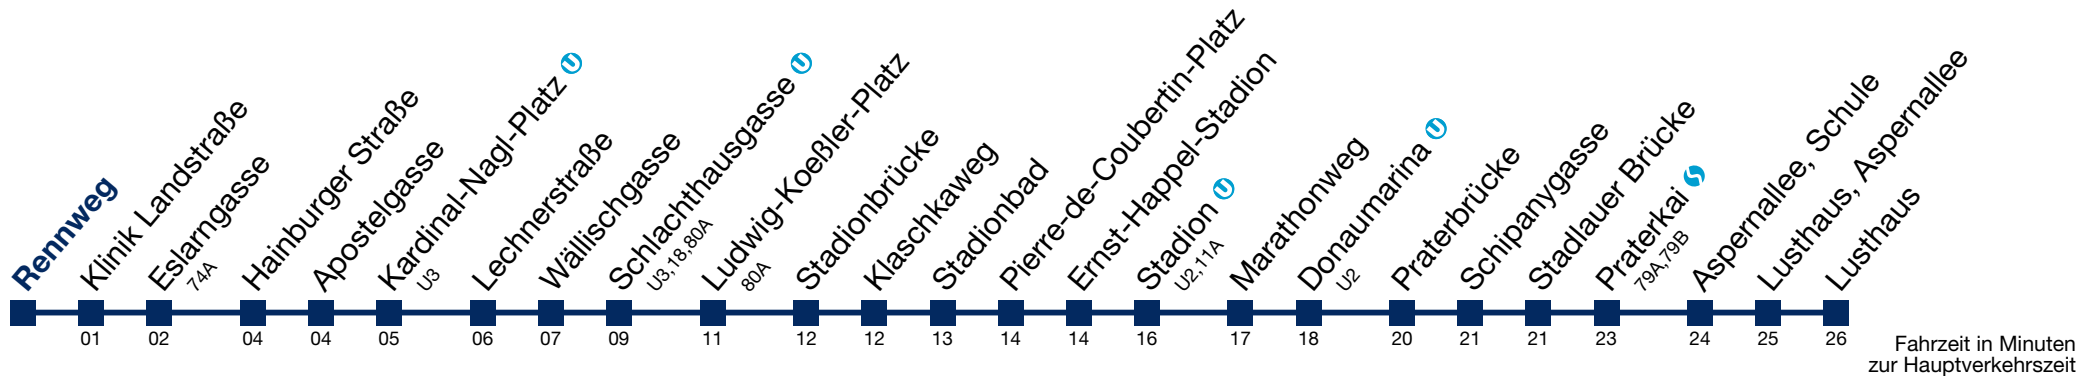 Rennweg
Klinik Landstraße
01
Eslarngasse
74A
02
Hainburger Straße
04
Apostelgasse
04
Kardinal-Nagl-Platz U
U3
05
Lechnerstraße
06
Wällischgasse
07
Schlachthausgasse U
U3,18,80A
09
Ludwig-Koeßler-Platz
80A
11
Stadionbrücke
12
Klaschkaweg
12
Stadionbad
13
Pierre-de-Coubertin-Platz
14
Ernst-Happel-Stadion
14
Stadion U
U2,11A
16
Marathonweg
17
Donaumarina U
U2
18
Praterbrücke
20
Schipanygasse
21
Stadlauer Brücke
21
Praterkai S
79A,79B
23
Aspernallee, Schule
24
Lusthaus, Aspernallee
25
Lusthaus
26
Fahrzeit in Minuten
zur Hauptverkehrszeit